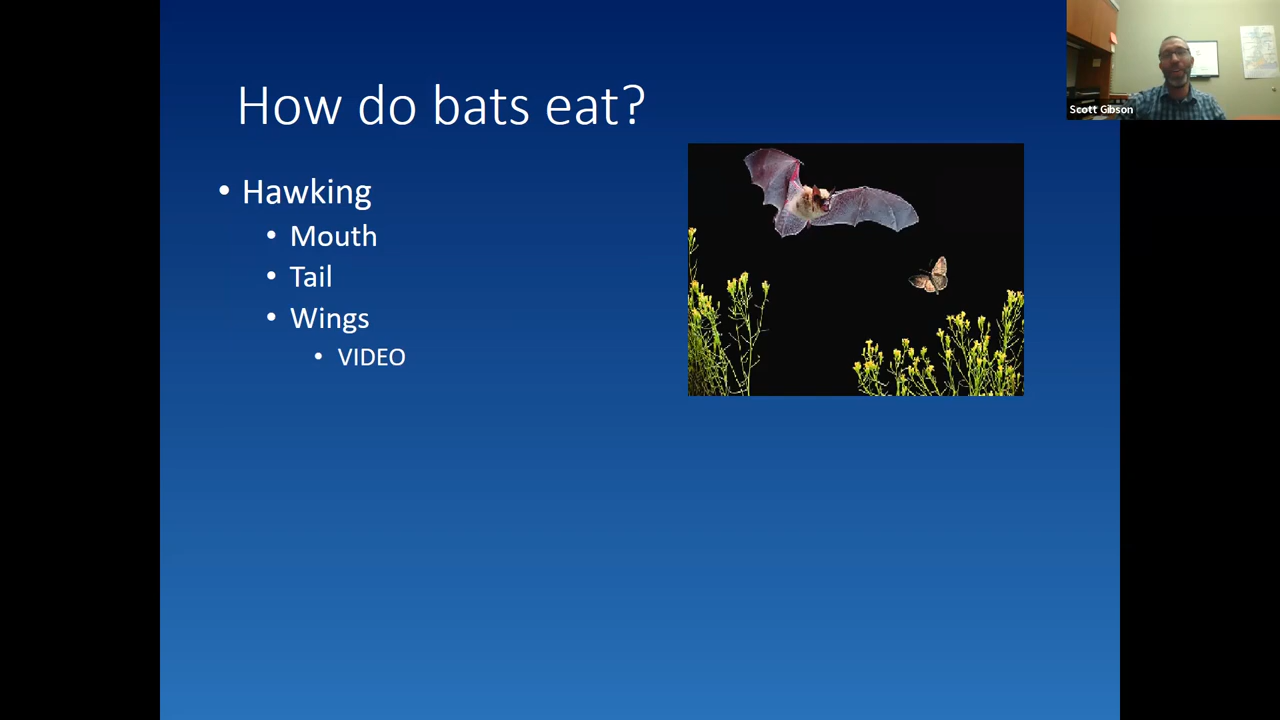 How do bats eat?
• Hawking
• Mouth
• Tail
• Wings
• VIDEO
Scott Gibson